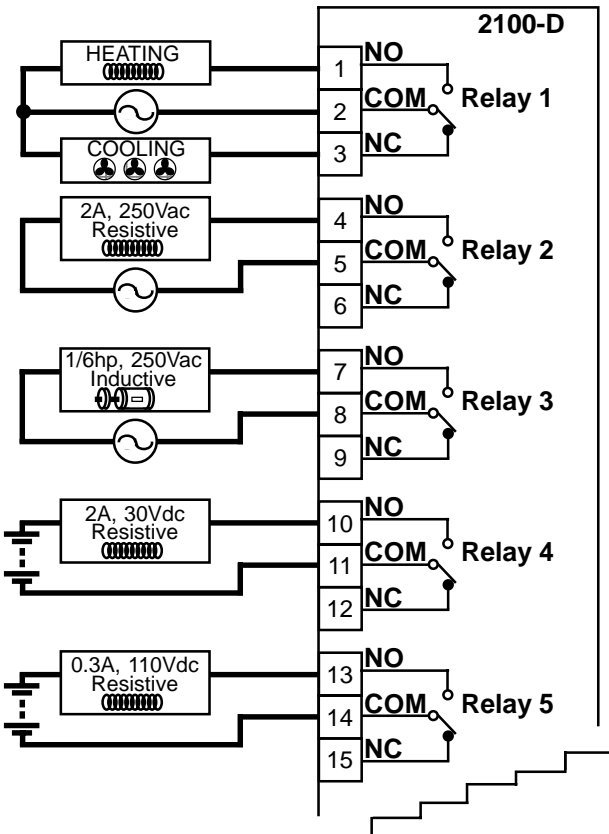 2100-D
HEATING
1 NO
2 COM Relay 1
COOLING
3 NC
2A, 250Vac
Resistive
4 NO
5 COM Relay 2
6 NC
1/6hp, 250Vac
Inductive
7 NO
8 COM Relay 3
9 NC
2A, 30Vdc
Resistive
10 NO
11 COM Relay 4
12 NC
0.3A, 110Vdc
Resistive
13 NO
14 COM Relay 5
15 NC